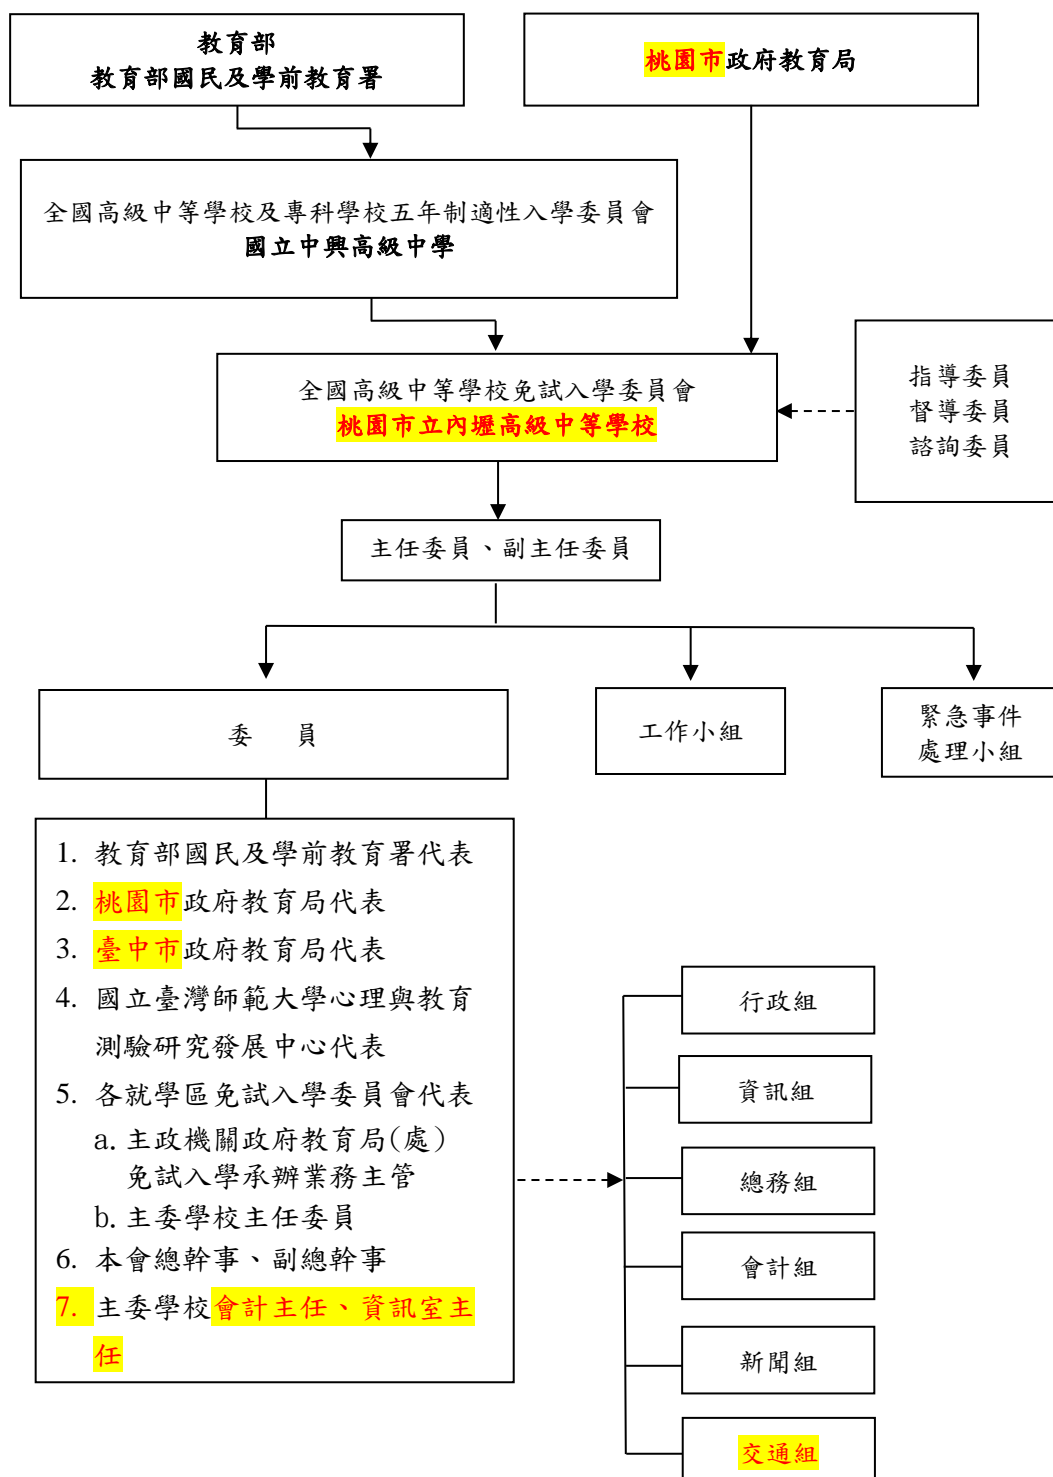 教育部
教育部國民及學前教育署
桃園市政府教育局
全國高級中等學校及專科學校五年制適性入學委員會
國立中興高級中學
全國高級中等學校免試入學委員會
桃園市立內壢高級中等學校
指導委員
督導委員
諮詢委員
主任委員、副主任委員
委　員
工作小組
緊急事件
處理小組
1. 教育部國民及學前教育署代表
2. 桃園市政府教育局代表
3. 臺中市政府教育局代表
4. 國立臺灣師範大學心理與教育
測驗研究發展中心代表
5. 各就學區免試入學委員會代表
a. 主政機關政府教育局(處)
免試入學承辦業務主管
b. 主委學校主任委員
6. 本會總幹事、副總幹事
7. 主委學校會計主任、資訊室主
任
行政組
資訊組
總務組
會計組
新聞組
交通組